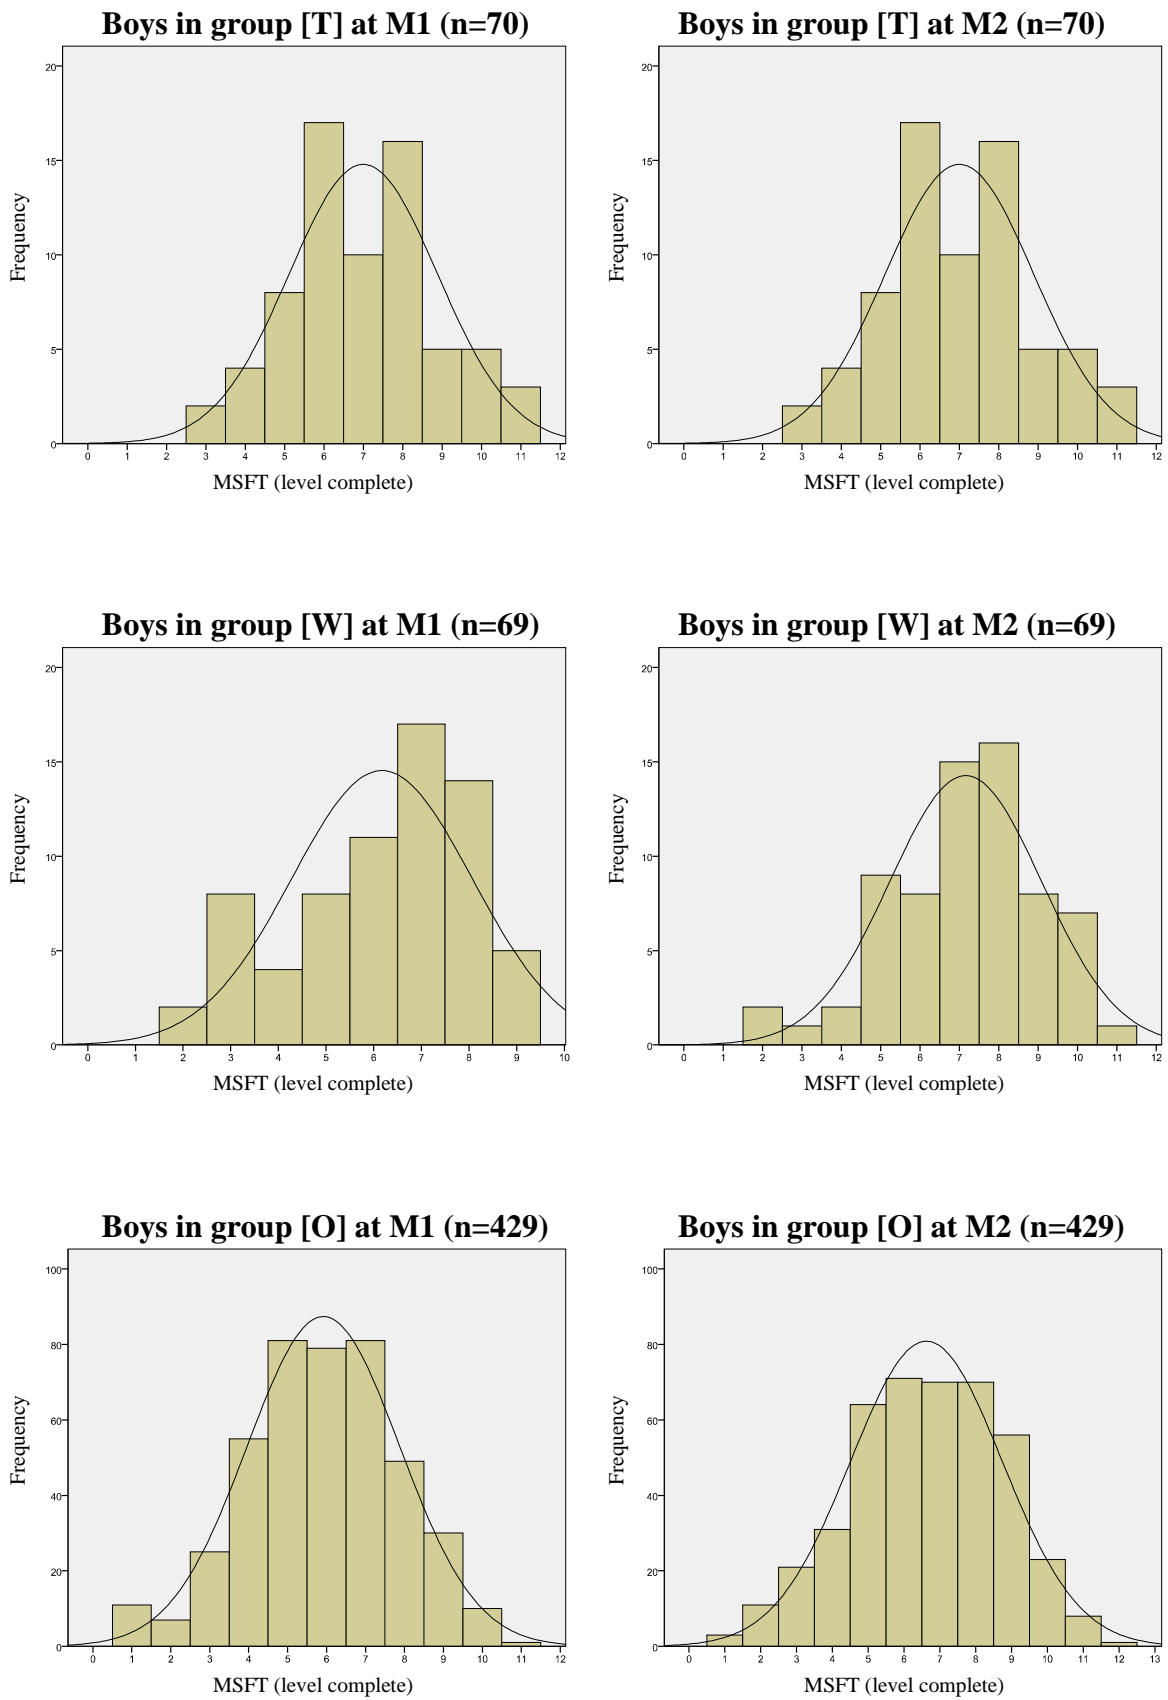 Boys in group [T] at M1 (n=70)
20
15
10
5
0
Frequency
0 1 2 3 4 5 6 7 8 9 10 11 12
MSFT (level complete)
Boys in group [T] at M2 (n=70)
20
15
10
5
0
Frequency
0 1 2 3 4 5 6 7 8 9 10 11 12
MSFT (level complete)
Boys in group [W] at M1 (n=69)
20
15
10
5
0
Frequency
0 1 2 3 4 5 6 7 8 9 10
MSFT (level complete)
Boys in group [W] at M2 (n=69)
20
15
10
5
0
Frequency
0 1 2 3 4 5 6 7 8 9 10 11 12
MSFT (level complete)
Boys in group [O] at M1 (n=429)
100
80
60
40
20
0
Frequency
0 1 2 3 4 5 6 7 8 9 10 11 12
MSFT (level complete)
Boys in group [O] at M2 (n=429)
100
80
60
40
20
0
Frequency
0 1 2 3 4 5 6 7 8 9 10 11 12 13
MSFT (level complete)